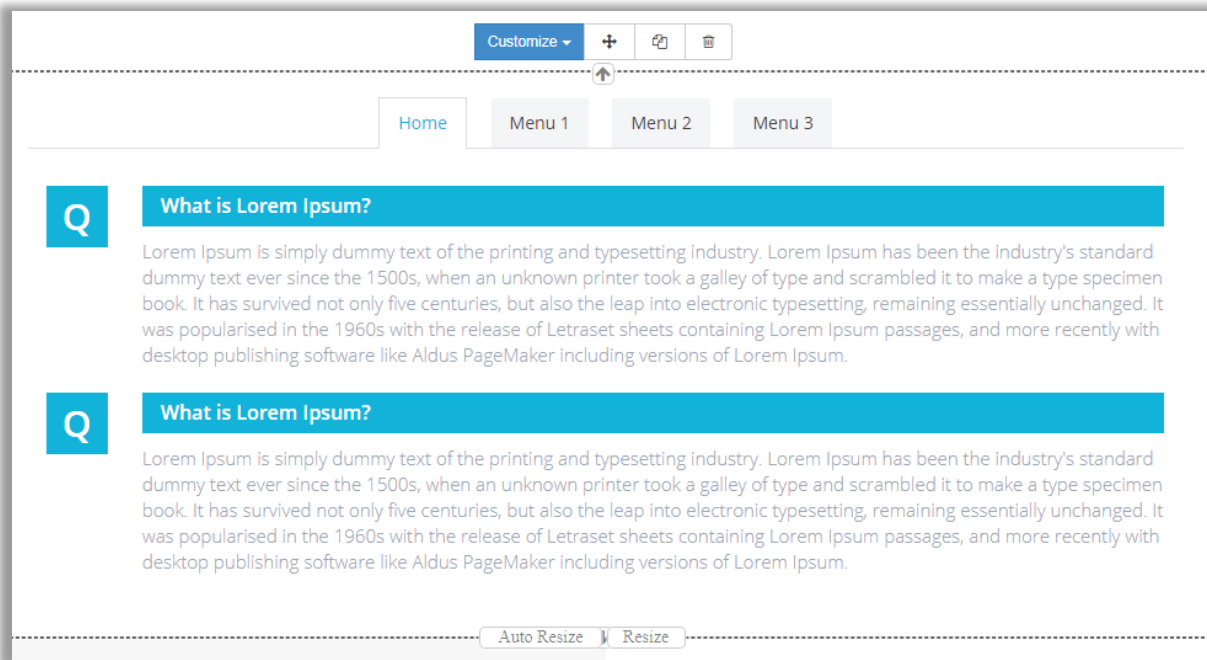 Customize
Home Menu 1 Menu 2 Menu 3
Q What is Lorem Ipsum?
Lorem Ipsum is simply dummy text of the printing and typesetting industry. Lorem Ipsum has been the industry's standard
dummy text ever since the 1500s, when an unknown printer took a galley of type and scrambled it to make a type specimen
book. It has survived not only five centuries, but also the leap into electronic typesetting, remaining essentially unchanged. It
was popularised in the 1960s with the release of Letraset sheets containing Lorem Ipsum passages, and more recently with
desktop publishing software like Aldus PageMaker including versions of Lorem Ipsum.
Q What is Lorem Ipsum?
Lorem Ipsum is simply dummy text of the printing and typesetting industry. Lorem Ipsum has been the industry's standard
dummy text ever since the 1500s, when an unknown printer took a galley of type and scrambled it to make a type specimen
book. It has survived not only five centuries, but also the leap into electronic typesetting, remaining essentially unchanged. It
was popularised in the 1960s with the release of Letraset sheets containing Lorem Ipsum passages, and more recently with
desktop publishing software like Aldus PageMaker including versions of Lorem Ipsum.
Auto Resize Resize